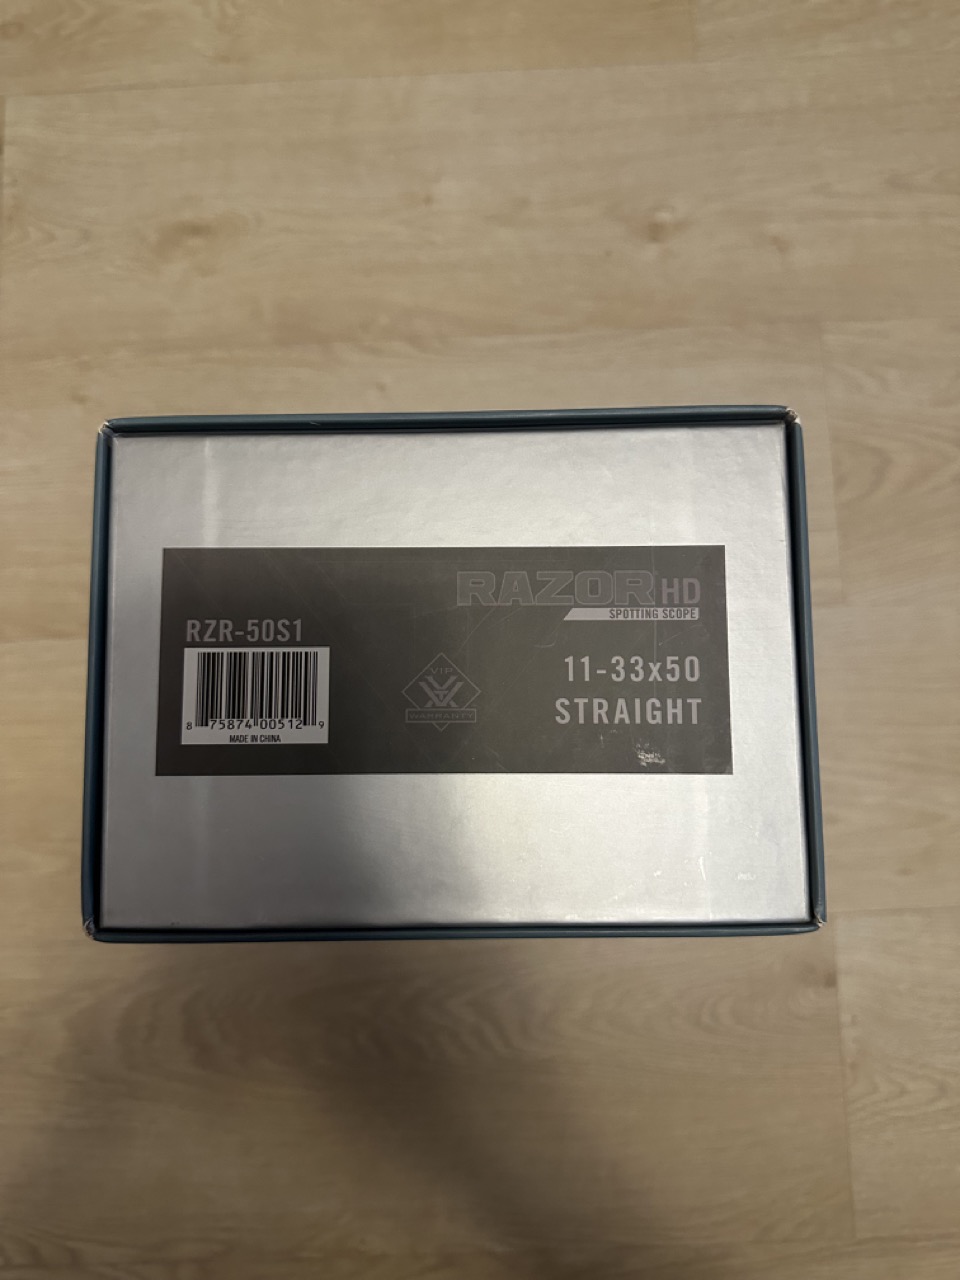 RAZOR HD
SPOTTING SCOPE
RZR-50S1
11-33x50
STRAIGHT
VIP
WARRANTY
8 75874 00512 9
MADE IN CHINA